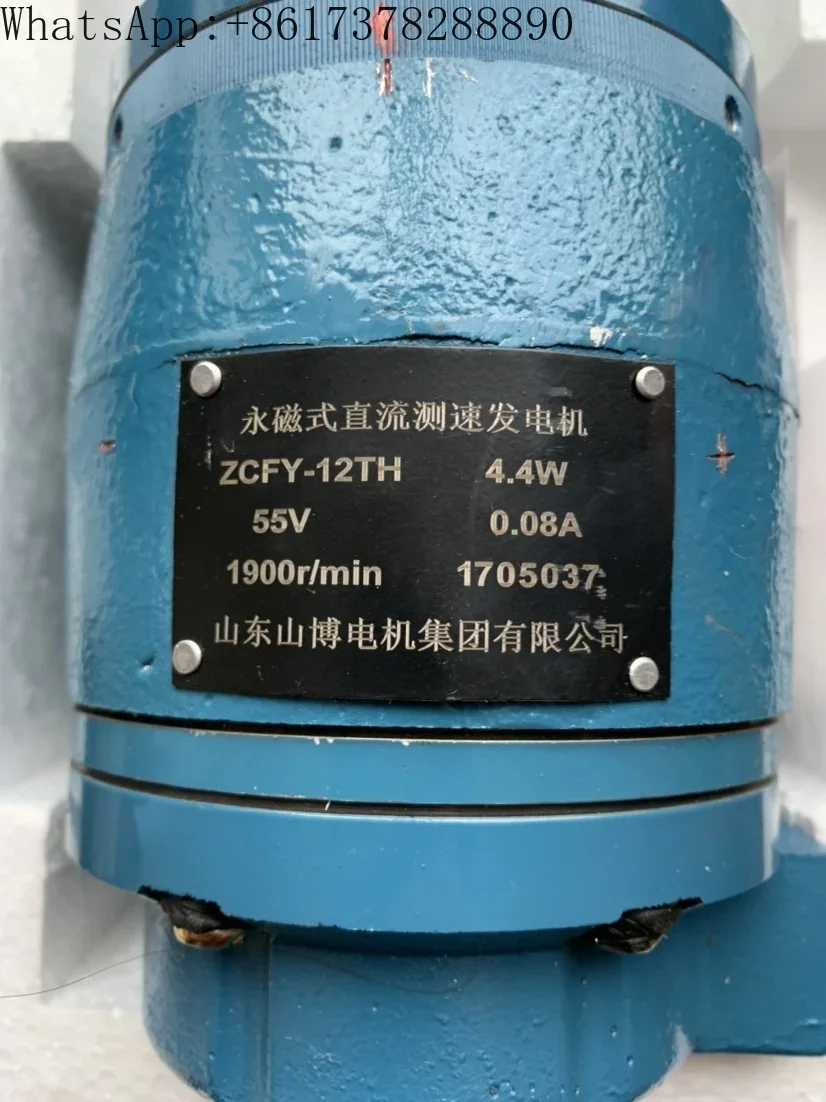 WhatsApp:+8617378288890
永磁式直流测速发电机
ZCFY-12TH 4.4W
55V 0.08A
1900r/min 1705037
山东山博电机集团有限公司